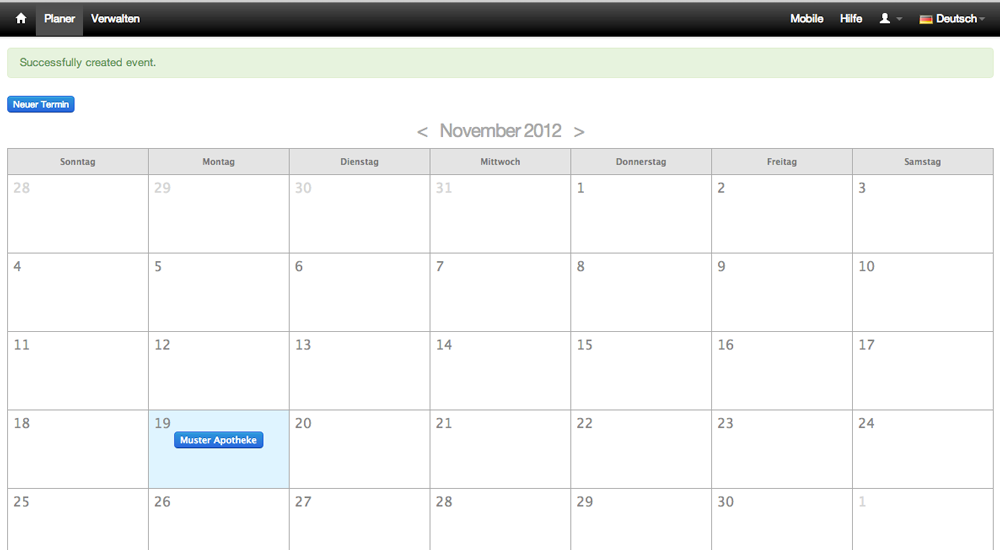 Planer Verwalten Mobile Hilfe Deutsch
Successfully created event.
Neuer Termin
< November 2012 >
Sonntag Montag Dienstag Mittwoch Donnerstag Freitag Samstag
28 29 30 31 1 2 3
4 5 6 7 8 9 10
11 12 13 14 15 16 17
18 19 20 21 22 23 24
Muster Apotheke
25 26 27 28 29 30 1